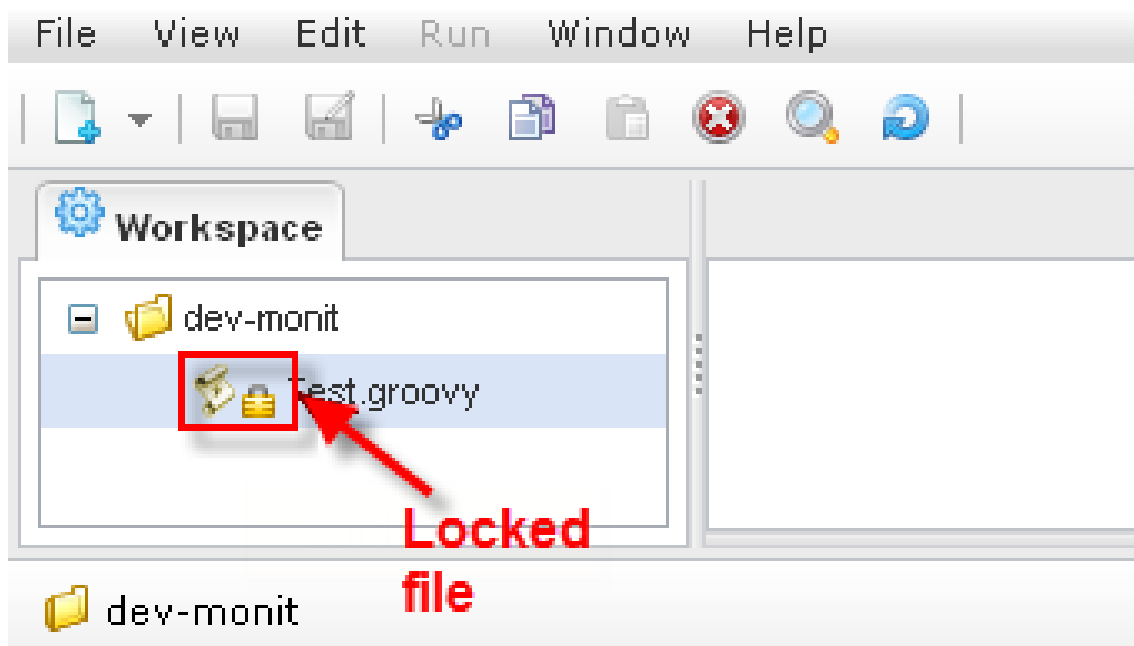 File View Edit Run Window Help
Workspace
dev-monit
Test.groovy
Locked
file
dev-monit